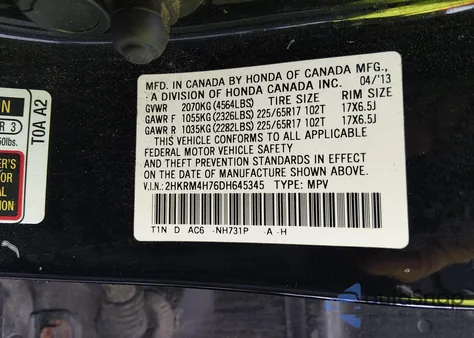 MFD. IN CANADA BY HONDA OF CANADA MFG.,
A DIVISION OF HONDA CANADA INC. 04/'13
GVWR 2070KG (4564LBS) TIRE SIZE RIM SIZE
GAWR F 1055KG (2326LBS) 225/65R17 102T 17X6.5J
GAWR R 1035KG (2282LBS) 225/65R17 102T 17X6.5J
THIS VEHICLE CONFORMS TO ALL APPLICABLE
FEDERAL MOTOR VEHICLE SAFETY
AND THEFT PREVENTION STANDARDS IN EFFECT
ON THE DATE OF MANUFACTURE SHOWN ABOVE.
V.I.N.: 2HKRM4H76DH645345 TYPE: MPV
T1N D AC6 -NH731P -A -H
T0A A2
R 3